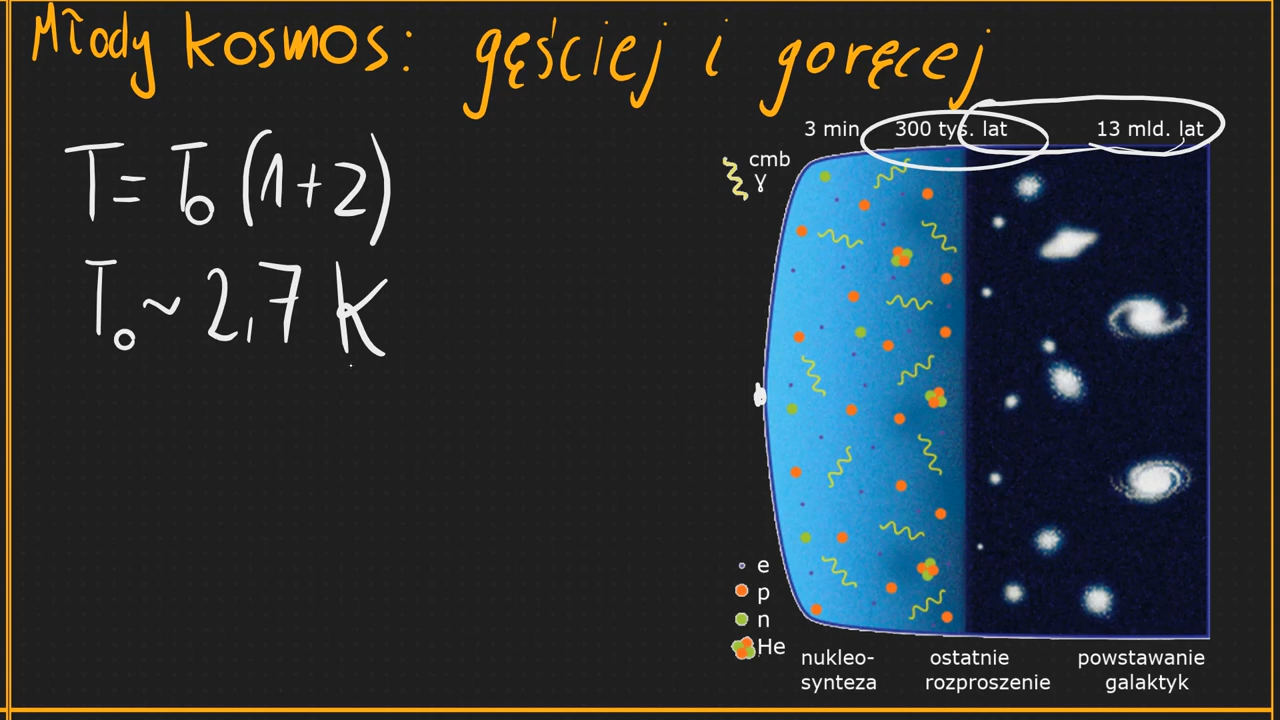 Młody kosmos: gęściej i goręcej
T = T₀ (1+z)
T₀ ~ 2,7 K
3 min 300 tys. lat 13 mld. lat
cmb
γ
e
p
n
He
nukleo-
synteza
ostatnie
rozproszenie
powstawanie
galaktyk